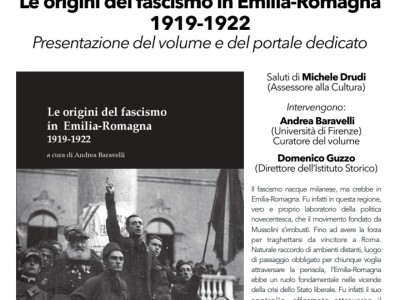 Le origini del fascismo in Emilia-Romagna
1919-1922
Presentazione del volume e del portale dedicato
Le origini del fascismo
in Emilia-Romagna
1919-1922
a cura di Andrea Baravelli
Saluti di Michele Drudi
(Assessore alla Cultura)
Intervengono:
Andrea Baravelli
(Università di Firenze)
Curatore del volume
Domenico Guzzo
(Direttore dell'Istituto Storico)
Il fascismo nacque milanese, ma crebbe in
Emilia-Romagna. Fu infatti in questa regione,
vero e proprio laboratorio della politica
novecentesca, che il movimento fondato da
Mussolini s'irrobustì. Fino ad avere la forza
per traghettarsi da vincitore a Roma.
Naturale raccordo di ambienti distanti, luogo
di passaggio obbligato per chiunque voglia
attraversare la penisola, l'Emilia-Romagna
ebbe un ruolo fondamentale nelle vicende
della crisi dello Stato liberale. Fu infatti il suo